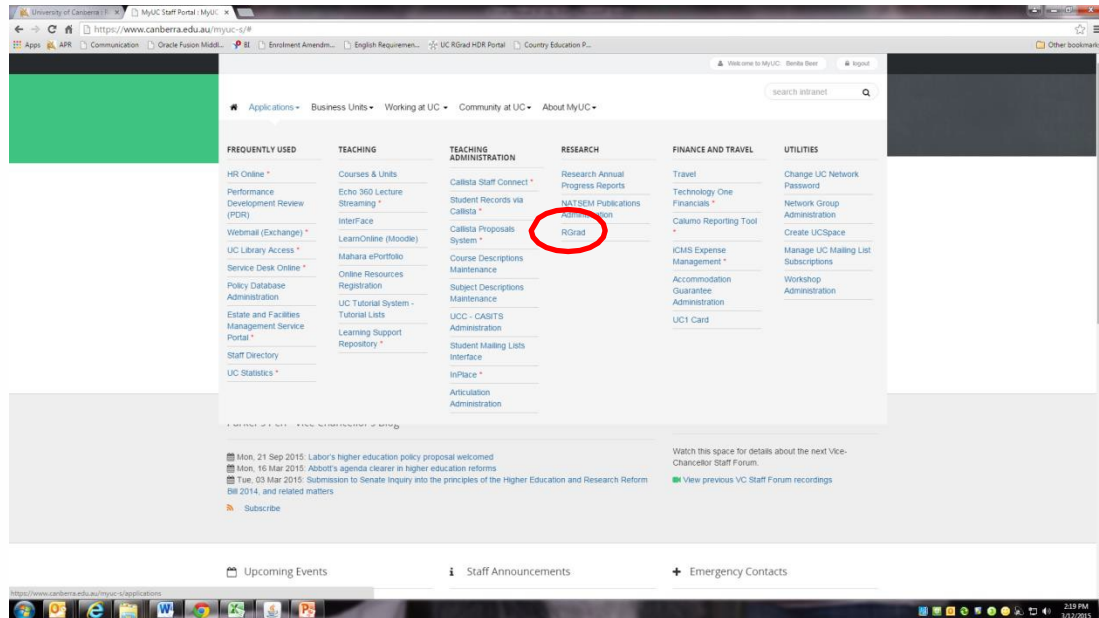 University of Canberra | R
MyUC Staff Portal | MyUC
https://www.canberra.edu.au/myuc-s/#
Apps APR Communication Oracle Fusion Middl... BI Enrolment Amendm... English Requiremen... UC RGrad HDR Portal Country Education P... Other bookmark
Welcome to MyUC: Benita Beer logout
search intranet
Applications Business Units Working at UC Community at UC About MyUC
FREQUENTLY USED
HR Online *
Performance
Development Review
(PDR)
Webmail (Exchange) *
UC Library Access *
Service Desk Online *
Policy Database
Administration
Estate and Facilities
Management Service
Portal *
Staff Directory
UC Statistics *
TEACHING
Courses & Units
Echo 360 Lecture
Streaming *
InterFace
LearnOnline (Moodle)
Mahara ePortfolio
Online Resources
Registration
UC Tutorial System -
Tutorial Lists
Learning Support
Repository *
TEACHING
ADMINISTRATION
Callista Staff Connect *
Student Records via
Callista *
Callista Proposals
System *
Course Descriptions
Maintenance
Subject Descriptions
Maintenance
UCC - CASITS
Administration
Student Mailing Lists
Interface
InPlace *
Articulation
Administration
RESEARCH
Research Annual
Progress Reports
NATSEM Publications
Administration
RGrad
FINANCE AND TRAVEL
Travel
Technology One
Financials *
Calumo Reporting Tool
*
iCMS Expense
Management *
Accommodation
Guarantee
Administration
UC1 Card
UTILITIES
Change UC Network
Password
Network Group
Administration
Create UCSpace
Manage UC Mailing List
Subscriptions
Workshop
Administration
Parker's Pen - Vice-Chancellor's Blog
Mon, 21 Sep 2015: Labor's higher education policy proposal welcomed
Mon, 16 Mar 2015: Abbott's agenda clearer in higher education reforms
Tue, 03 Mar 2015: Submission to Senate Inquiry into the principles of the Higher Education and Research Reform
Bill 2014, and related matters
Subscribe
Watch this space for details about the next Vice-
Chancellor Staff Forum.
View previous VC Staff Forum recordings
Upcoming Events
Staff Announcements
Emergency Contacts
https://www.canberra.edu.au/myuc-s/applications
2:19 PM
3/12/2015